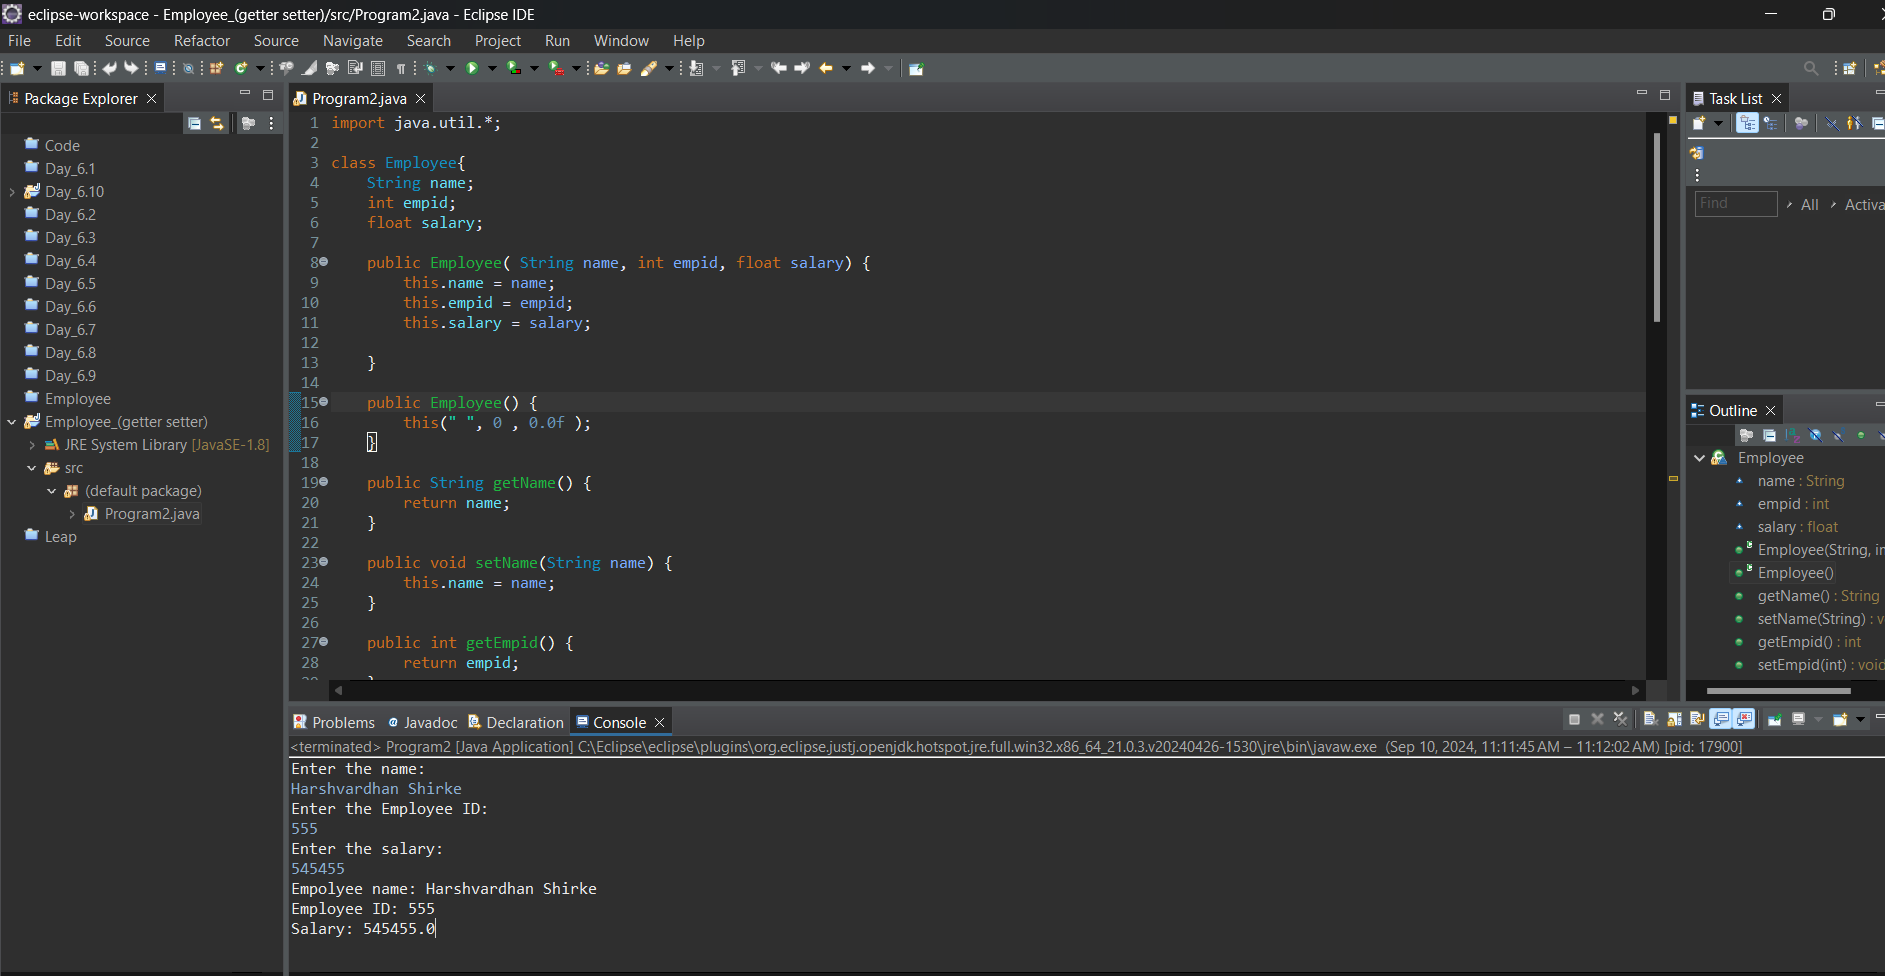 eclipse-workspace - Employee_(getter setter)/src/Program2.java - Eclipse IDE
File Edit Source Refactor Source Navigate Search Project Run Window Help
Package Explorer
Code
Day_6.1
Day_6.10
Day_6.2
Day_6.3
Day_6.4
Day_6.5
Day_6.6
Day_6.7
Day_6.8
Day_6.9
Employee
Employee_(getter setter)
JRE System Library [JavaSE-1.8]
src
(default package)
Program2.java
Leap
Program2.java
1 import java.util.*;
2
3 class Employee{
4 String name;
5 int empid;
6 float salary;
7
8 public Employee( String name, int empid, float salary) {
9 this.name = name;
10 this.empid = empid;
11 this.salary = salary;
12
13 }
14
15 public Employee() {
16 this(" ", 0 , 0.0f );
17 }
18
19 public String getName() {
20 return name;
21 }
22
23 public void setName(String name) {
24 this.name = name;
25 }
26
27 public int getEmpid() {
28 return empid;
Task List
Find All Activa
Outline
Employee
name : String
empid : int
salary : float
Employee(String, in
Employee()
getName() : String
setName(String) : v
getEmpid() : int
setEmpid(int) : void
Problems Javadoc Declaration Console
<terminated> Program2 [Java Application] C:\Eclipse\eclipse\plugins\org.eclipse.justj.openjdk.hotspot.jre.full.win32.x86_64_21.0.3.v20240426-1530\jre\bin\javaw.exe (Sep 10, 2024, 11:11:45 AM – 11:12:02 AM) [pid: 17900]
Enter the name:
Harshvardhan Shirke
Enter the Employee ID:
555
Enter the salary:
545455
Empolyee name: Harshvardhan Shirke
Employee ID: 555
Salary: 545455.0